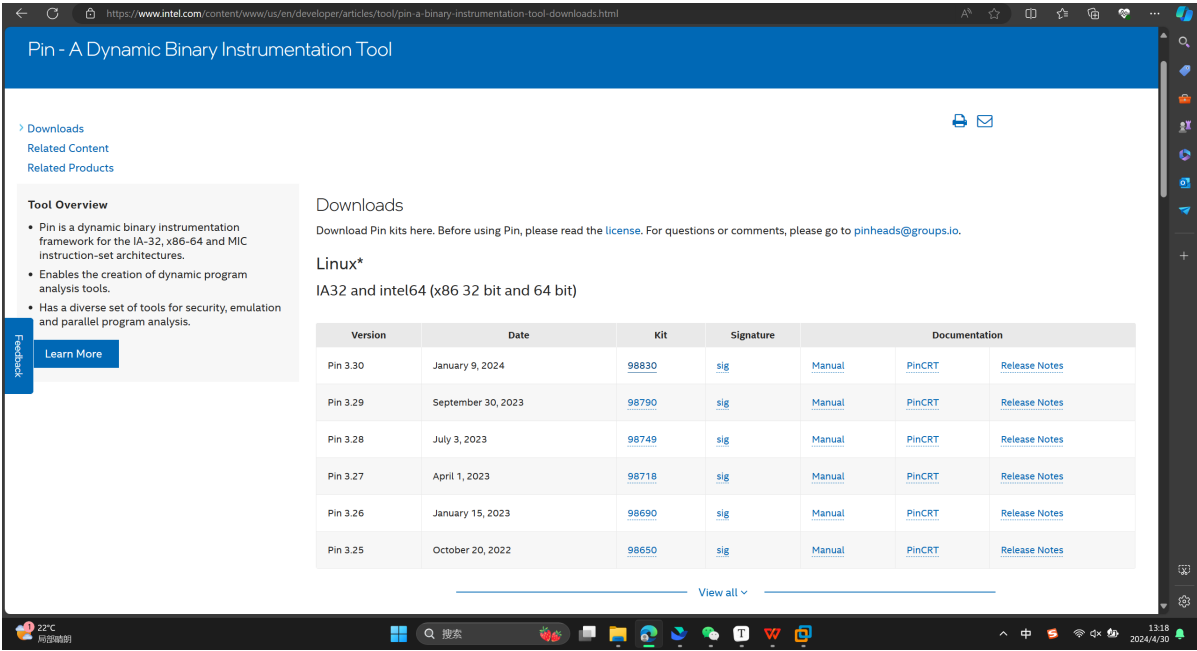 https://www.intel.com/content/www/us/en/developer/articles/tool/pin-a-binary-instrumentation-tool-downloads.html
Pin - A Dynamic Binary Instrumentation Tool
Downloads
Related Content
Related Products
Tool Overview
• Pin is a dynamic binary instrumentation
framework for the IA-32, x86-64 and MIC
instruction-set architectures.
• Enables the creation of dynamic program
analysis tools.
• Has a diverse set of tools for security, emulation
and parallel program analysis.
Learn More
Feedback
Downloads
Download Pin kits here. Before using Pin, please read the license. For questions or comments, please go to pinheads@groups.io.
Linux*
IA32 and intel64 (x86 32 bit and 64 bit)
Version Date Kit Signature Documentation
Pin 3.30 January 9, 2024 98830 sig Manual PinCRT Release Notes
Pin 3.29 September 30, 2023 98790 sig Manual PinCRT Release Notes
Pin 3.28 July 3, 2023 98749 sig Manual PinCRT Release Notes
Pin 3.27 April 1, 2023 98718 sig Manual PinCRT Release Notes
Pin 3.26 January 15, 2023 98690 sig Manual PinCRT Release Notes
Pin 3.25 October 20, 2022 98650 sig Manual PinCRT Release Notes
View all
1
22°C
局部晴朗
搜索
中
13:18
2024/4/30